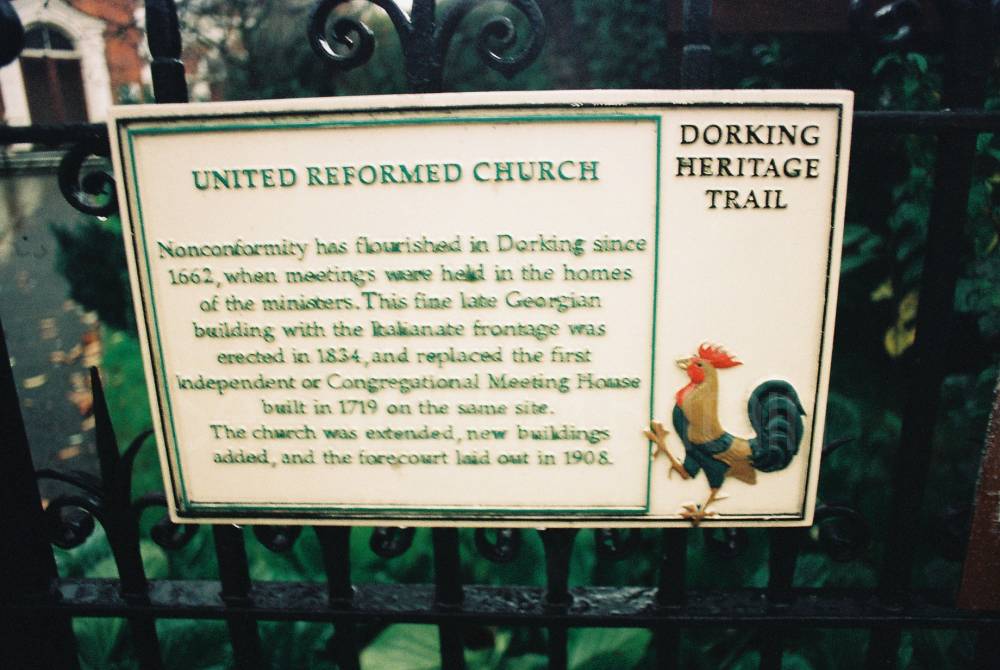 UNITED REFORMED CHURCH
Nonconformity has flourished in Dorking since
1662, when meetings were held in the homes
of the ministers. This fine late Georgian
building with the Italianate frontage was
erected in 1834, and replaced the first
Independent or Congregational Meeting House
built in 1719 on the same site.
The church was extended, new buildings
added, and the forecourt laid out in 1908.
DORKING
HERITAGE
TRAIL